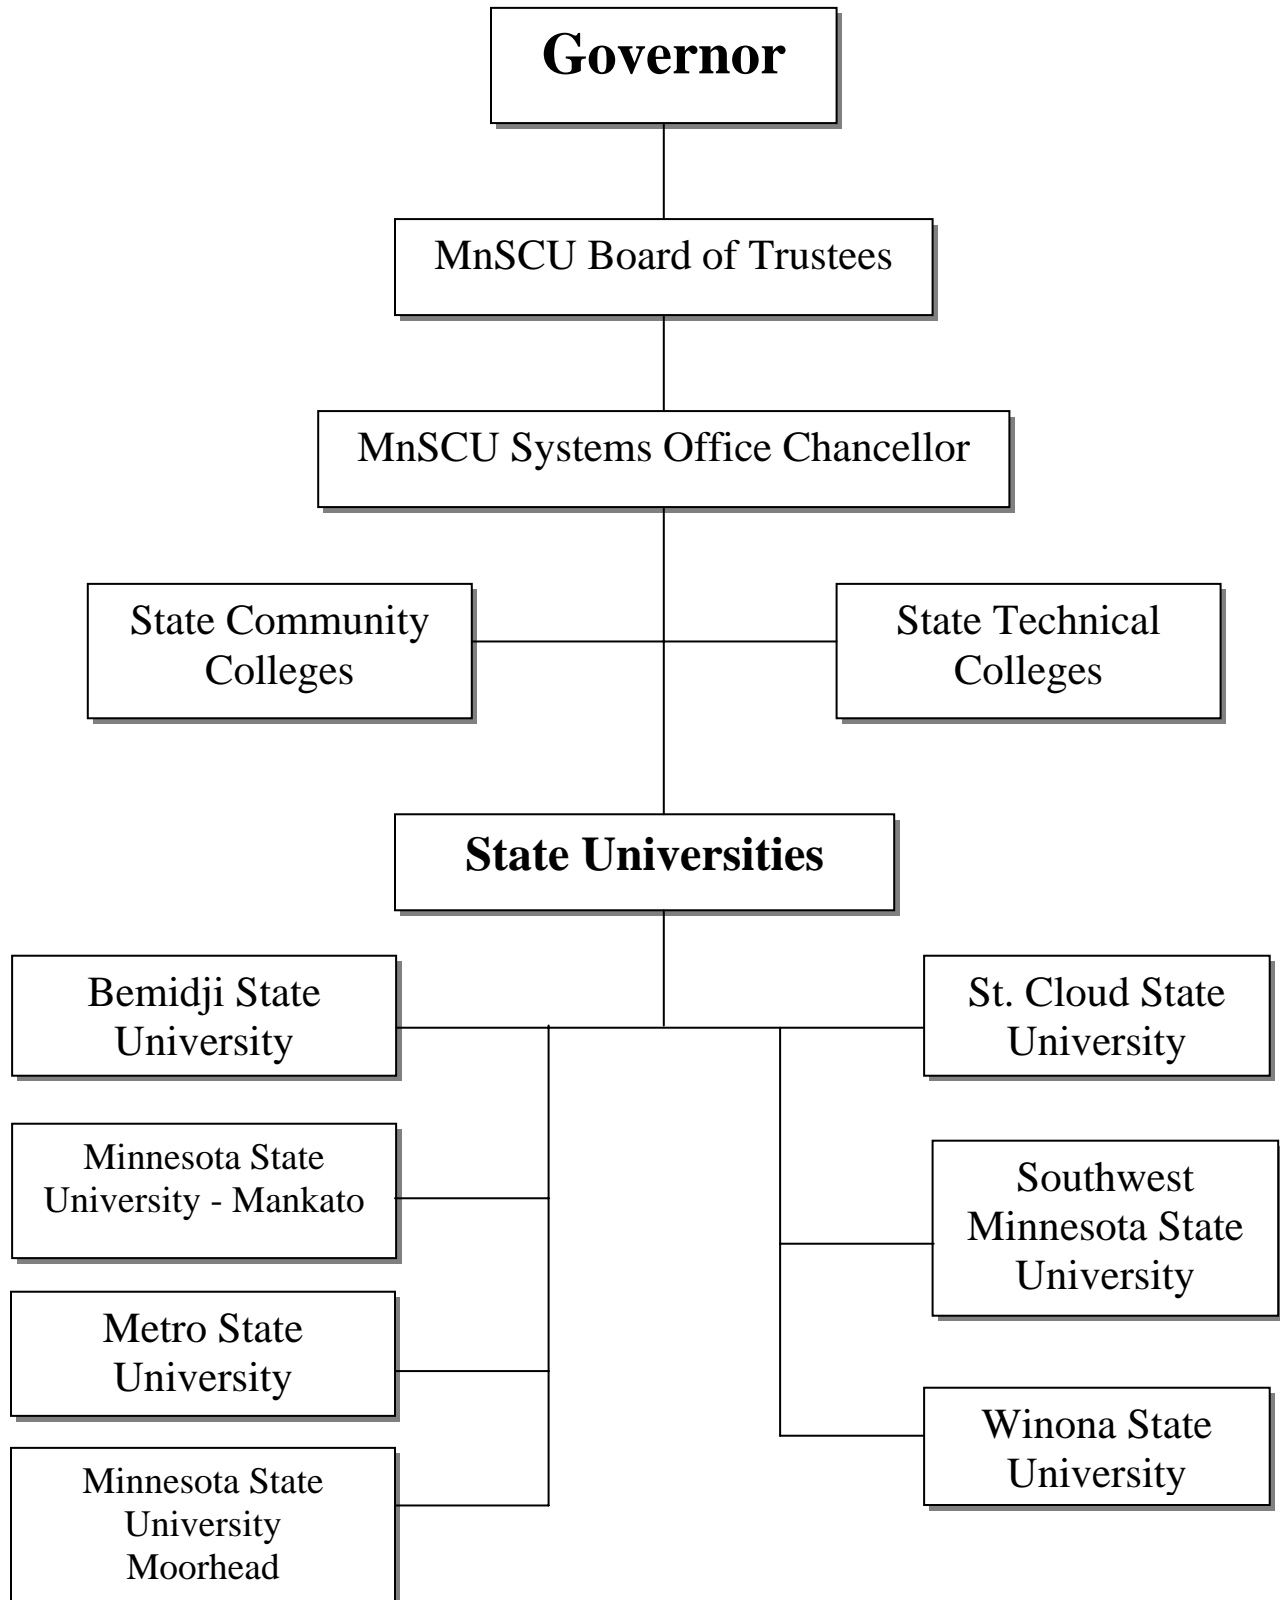 Governor
MnSCU Board of Trustees
MnSCU Systems Office Chancellor
State Community
Colleges
State Technical
Colleges
State Universities
Bemidji State
University
St. Cloud State
University
Minnesota State
University - Mankato
Southwest
Minnesota State
University
Metro State
University
Winona State
University
Minnesota State
University
Moorhead